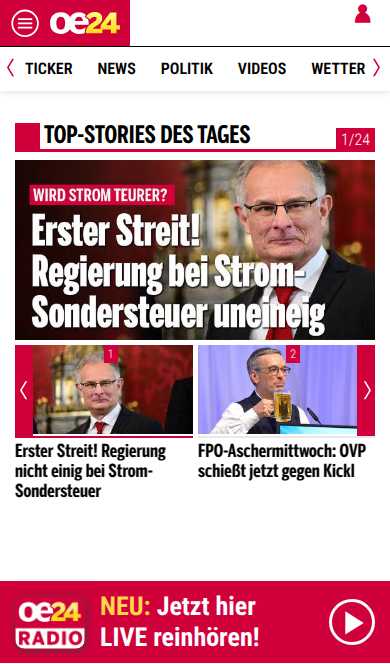 oe24
TICKER NEWS POLITIK VIDEOS WETTER
TOP-STORIES DES TAGES
1/24
WIRD STROM TEURER?
Erster Streit!
Regierung bei Strom-
Sondersteuer uneinig
1
2
Erster Streit! Regierung
nicht einig bei Strom-
Sondersteuer
FPO-Aschermittwoch: OVP
schießt jetzt gegen Kickl
oe24
RADIO
NEU: Jetzt hier
LIVE reinhören!